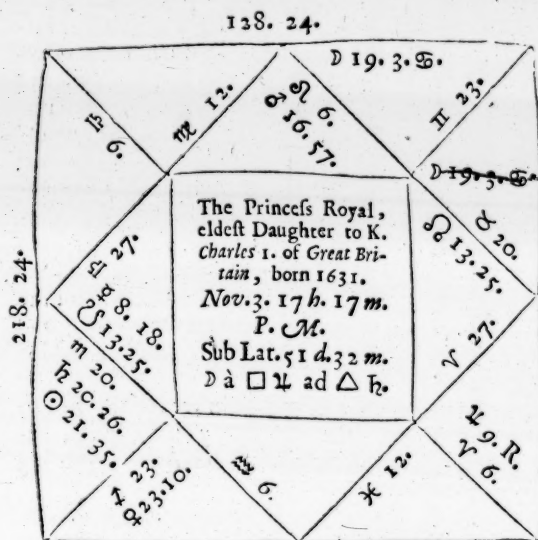 128. 24.
☽ 19. 3. ♋.
♎ 6.
♍ 12.
♌ 6.
♂ 16. 57.
♊ 23.
☽ 19. 3. ♋.
♉ 20.
☊ 13. 25.
The Princeſs Royal,
eldeſt Daughter to K.
Charles 1. of Great Bri-
tain, born 1631.
Nov. 3. 17 h. 17 m.
P. M.
Sub Lat. 51 d. 32 m.
☽ à □ ♃ ad △ ♄.
218. 24.
♎ 27.
☿ 8. 18.
☋ 13. 25.
♏ 20.
♄ 20. 26.
☉ 21. 35.
♐ 23.
♀ 23. 10.
♒ 6.
♓ 12.
♃ 9. R.
♈ 6.
♈ 27.